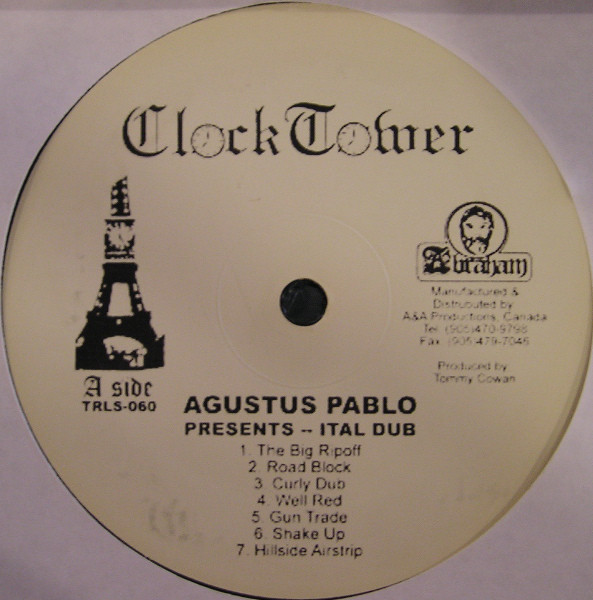 Clock Tower
Abraham
Manufactured &
Distributed by
A&A Productions, Canada
Tel: (905)470-9798
Fax: (905)479-7046
Produced by
Tommy Cowan
A side
TRLS-060
AGUSTUS PABLO
PRESENTS -- ITAL DUB
1. The Big Ripoff
2. Road Block
3. Curly Dub
4. Well Red
5. Gun Trade
6. Shake Up
7. Hillside Airstrip